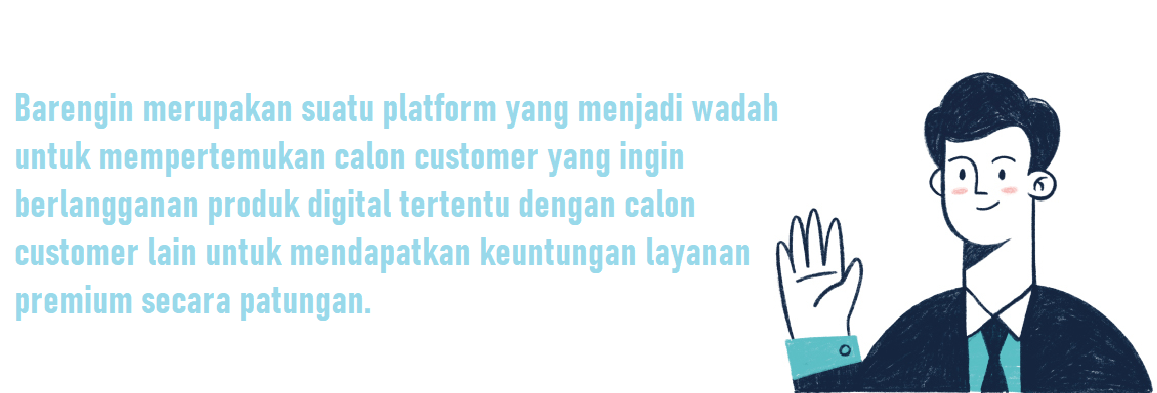 Barengin merupakan suatu platform yang menjadi wadah
untuk mempertemukan calon customer yang ingin
berlangganan produk digital tertentu dengan calon
customer lain untuk mendapatkan keuntungan layanan
premium secara patungan.